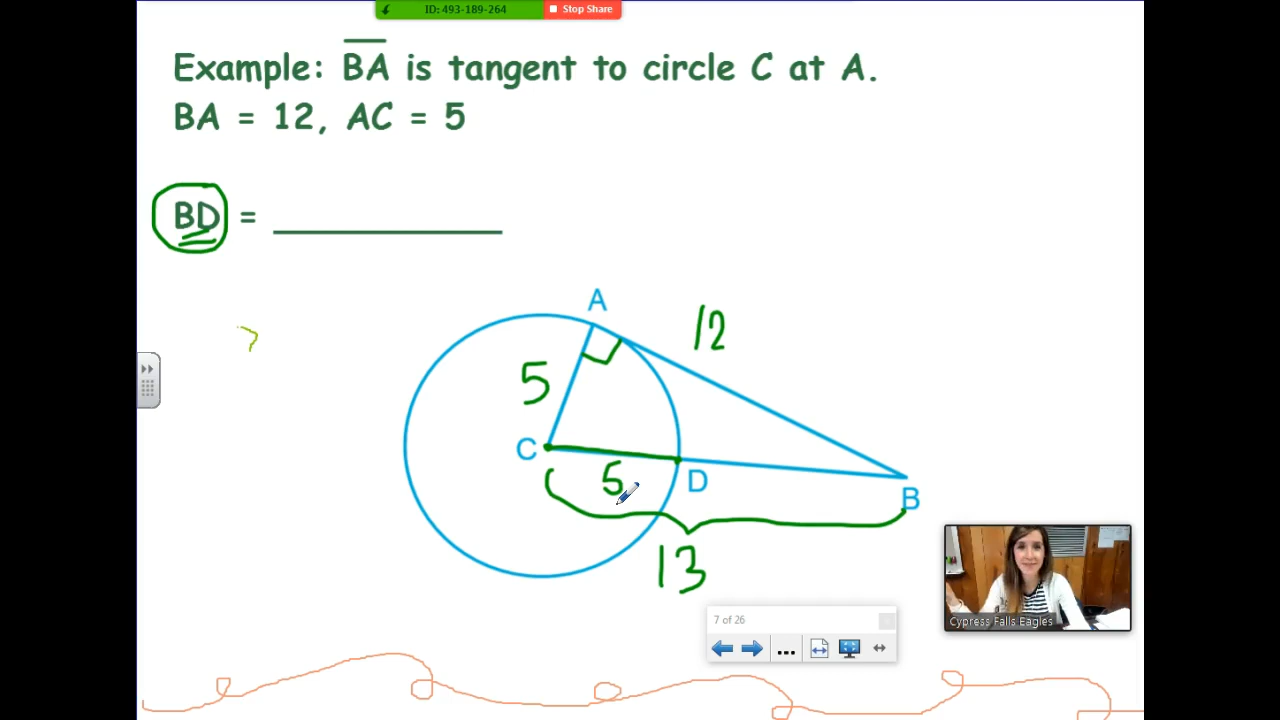 ID: 493-189-264
Stop Share
Example: BA is tangent to circle C at A.
BA = 12, AC = 5
BD =
A
12
5
C
5
D
B
13
7 of 26
...
Cypress Falls Eagles